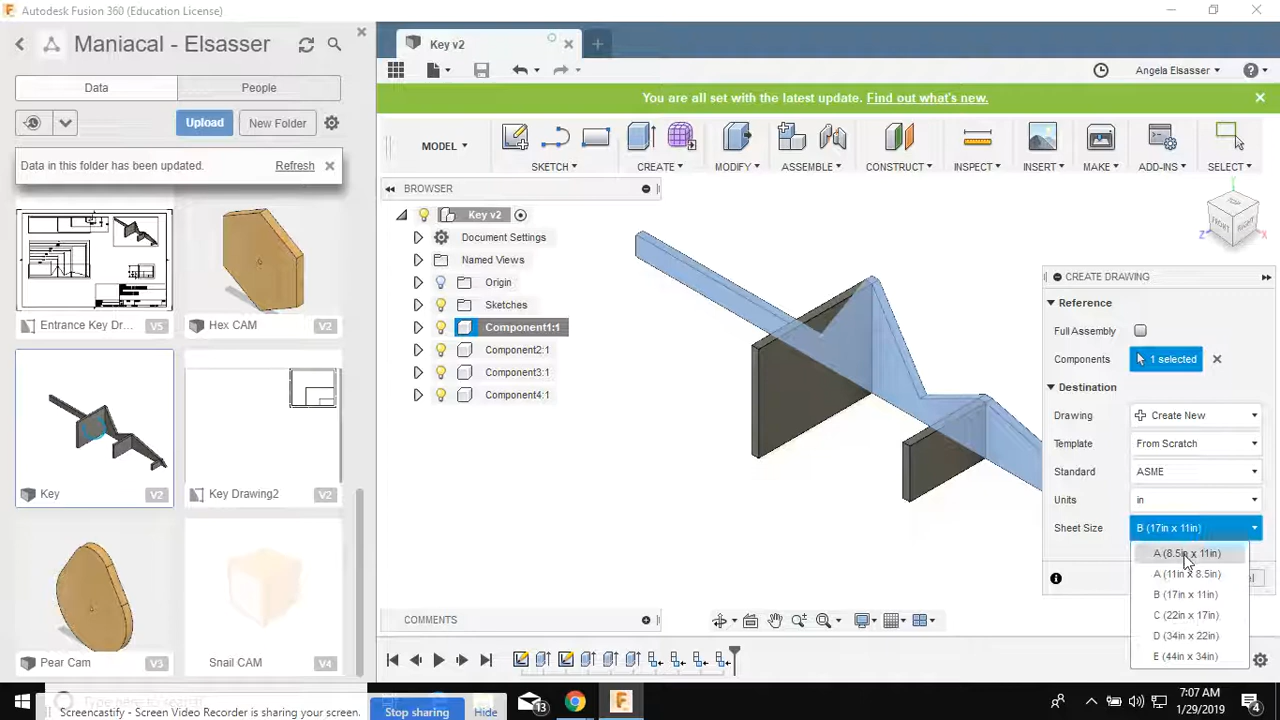 Autodesk Fusion 360 (Education License)
Maniacal - Elsasser
Data
People
Upload
New Folder
Data in this folder has been updated.
Refresh
Entrance Key Dr...
V5
Hex CAM
V2
Key
V2
Key Drawing2
V2
Pear Cam
V3
Snail CAM
V4
Key v2
Angela Elsasser
You are all set with the latest update. Find out what's new.
MODEL
SKETCH
CREATE
MODIFY
ASSEMBLE
CONSTRUCT
INSPECT
INSERT
MAKE
ADD-INS
SELECT
BROWSER
Key v2
Document Settings
Named Views
Origin
Sketches
Component1:1
Component2:1
Component3:1
Component4:1
FRONT
RIGHT
Z
X
Y
CREATE DRAWING
Reference
Full Assembly
Components
1 selected
Destination
Drawing
Create New
Template
From Scratch
Standard
ASME
Units
in
Sheet Size
B (17in x 11in)
A (8.5in x 11in)
A (11in x 8.5in)
B (17in x 11in)
C (22in x 17in)
D (34in x 22in)
E (44in x 34in)
COMMENTS
Screencastify - Screen Video Recorder is sharing your screen.
Stop sharing
Hide
13
7:07 AM
1/29/2019
4